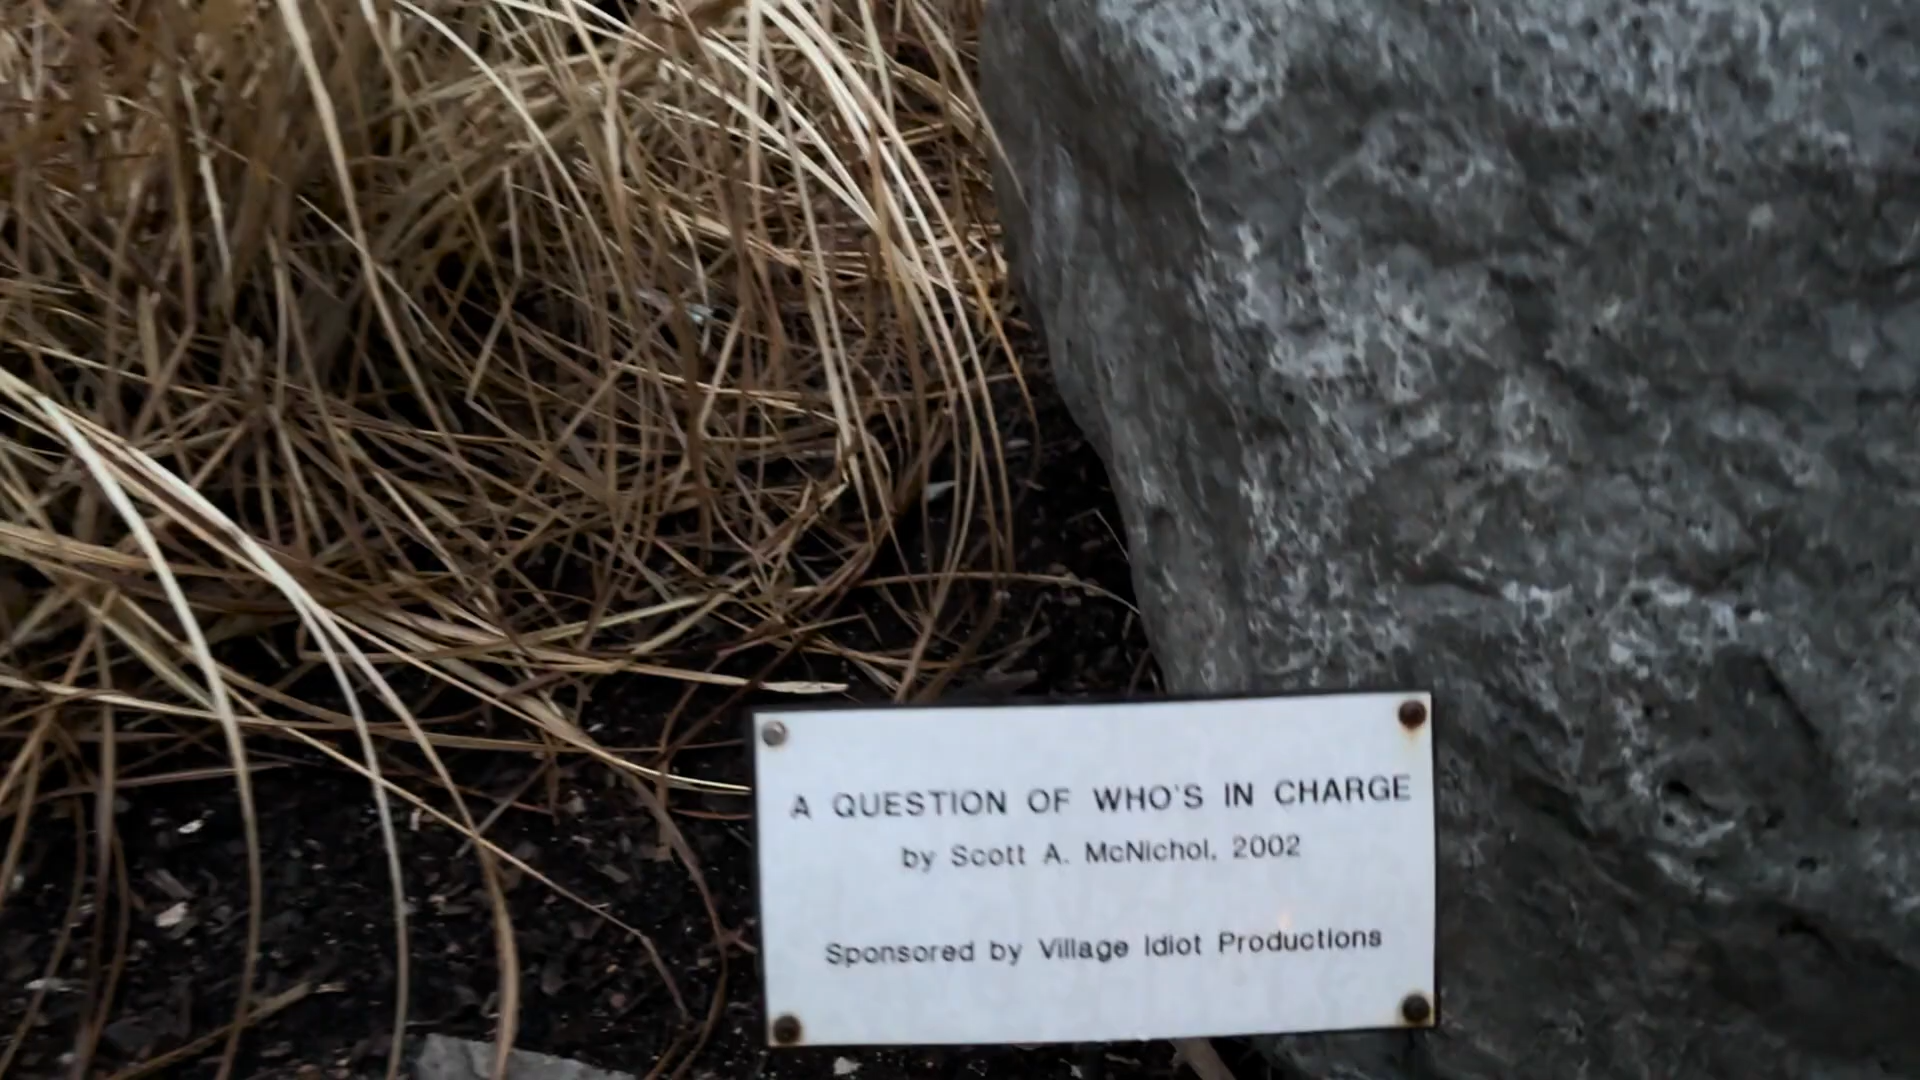 A QUESTION OF WHO'S IN CHARGE
by Scott A. McNichol, 2002
Sponsored by Village Idiot Productions